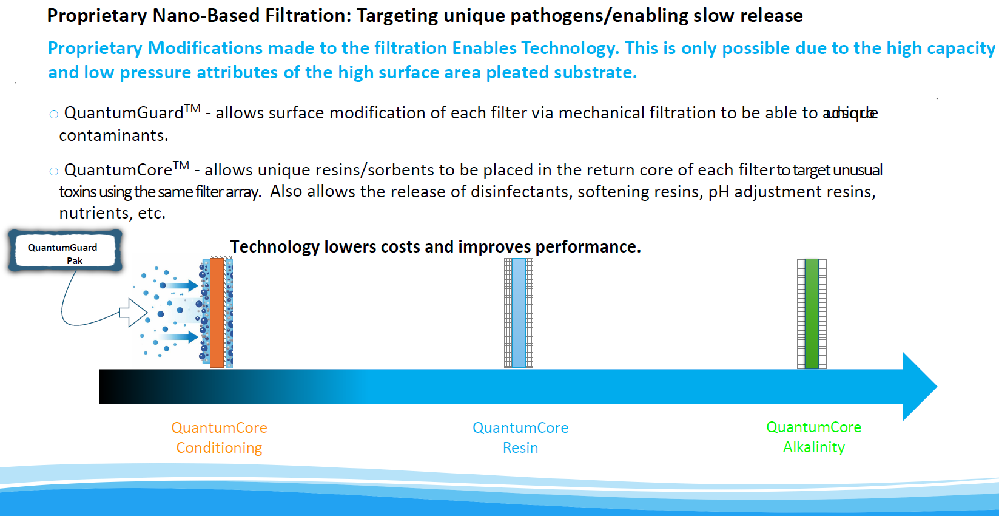 Proprietary Nano-Based Filtration: Targeting unique pathogens/enabling slow release
Proprietary Modifications made to the filtration Enables Technology. This is only possible due to the high capacity
and low pressure attributes of the high surface area pleated substrate.
QuantumGuard™ - allows surface modification of each filter via mechanical filtration to be able to
contaminants.
QuantumCore™ - allows unique resins/sorbents to be placed in the return core of each filter to target unusual
toxins using the same filter array. Also allows the release of disinfectants, softening resins, pH adjustment resins,
nutrients, etc.
QuantumGuard
Pak
Technology lowers costs and improves performance.
QuantumCore
Conditioning
QuantumCore
Resin
QuantumCore
Alkalinity